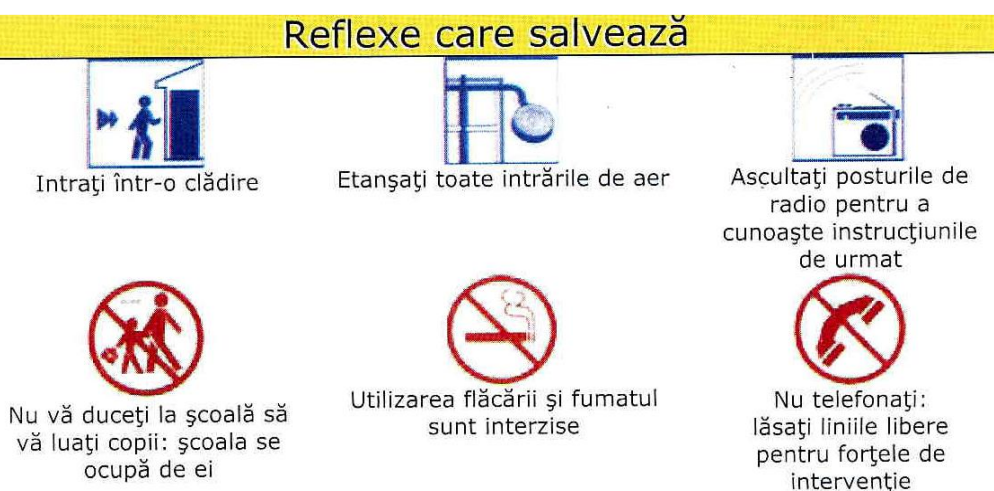 Reflexe care salvează
Intraţi într-o clădire
Etanşaţi toate intrările de aer
Ascultaţi posturile de
radio pentru a
cunoaşte instrucţiunile
de urmat
Nu vă duceţi la şcoală să
vă luaţi copii: şcoala se
ocupă de ei
Utilizarea flăcării şi fumatul
sunt interzise
Nu telefonaţi:
lăsaţi liniile libere
pentru forţele de
intervenţie